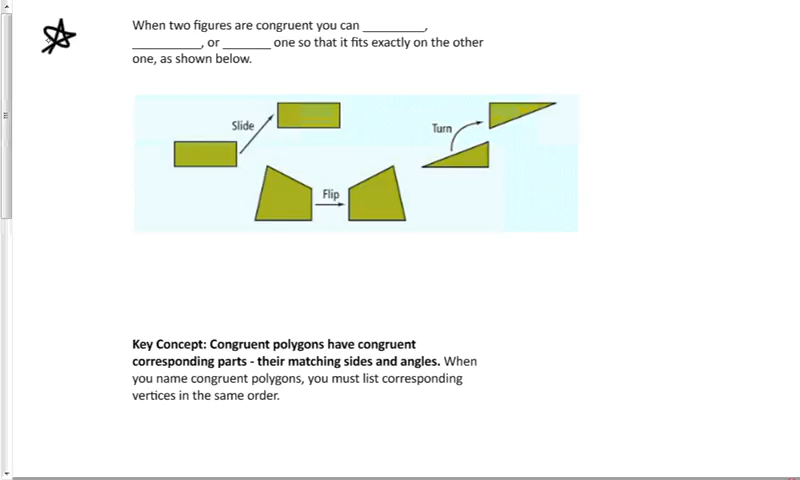 When two figures are congruent you can _________,
__________, or _______ one so that it fits exactly on the other
one, as shown below.
Slide
Turn
Flip
Key Concept: Congruent polygons have congruent
corresponding parts - their matching sides and angles. When
you name congruent polygons, you must list corresponding
vertices in the same order.